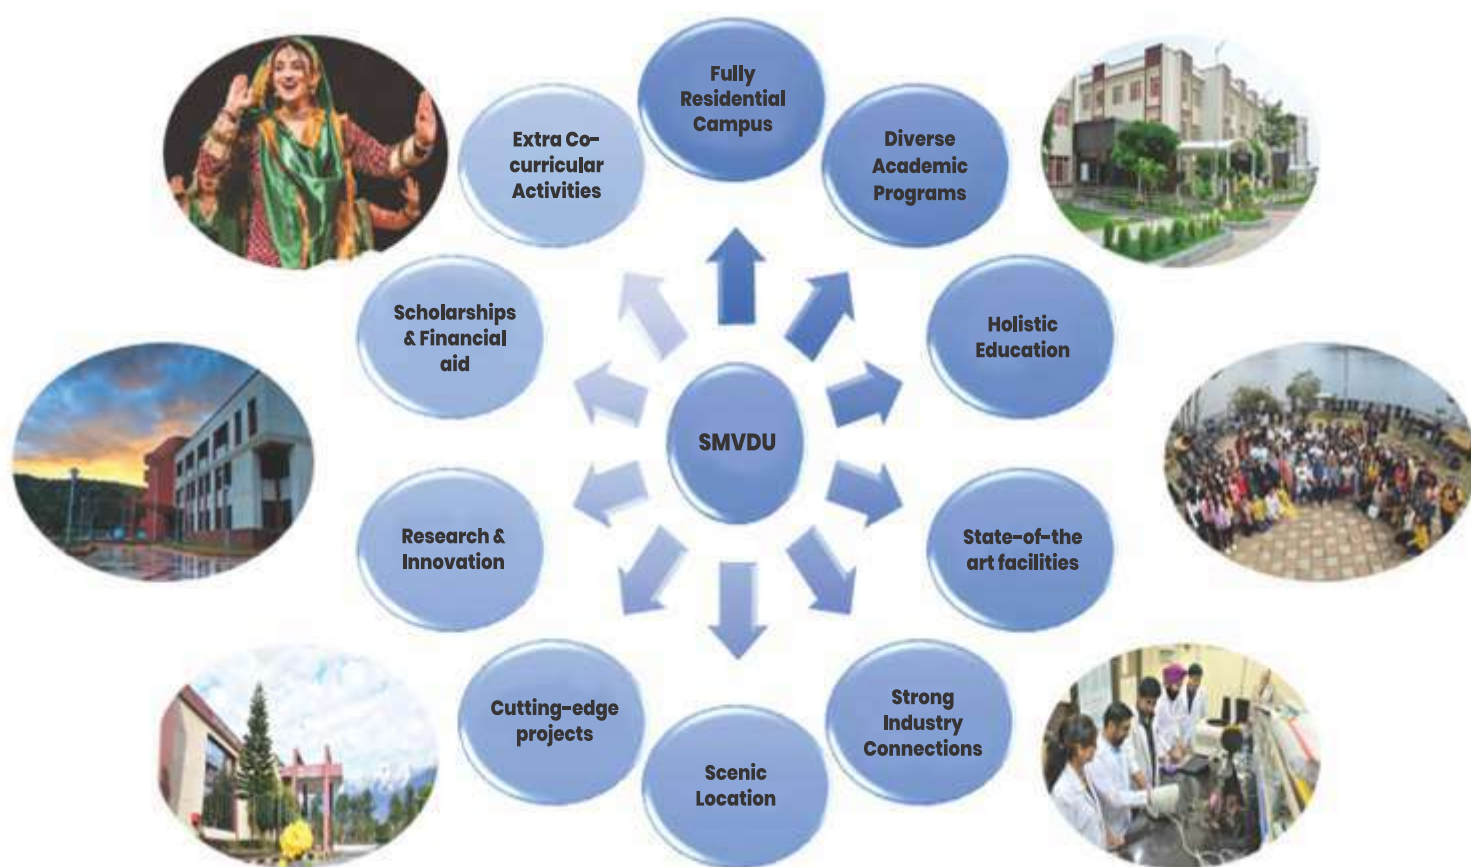 Fully
Residential
Campus
Diverse
Academic
Programs
Holistic
Education
State-of-the
art facilities
Strong
Industry
Connections
Scenic
Location
Cutting-edge
projects
Research &
Innovation
Scholarships
& Financial
aid
Extra Co-
curricular
Activities
SMVDU